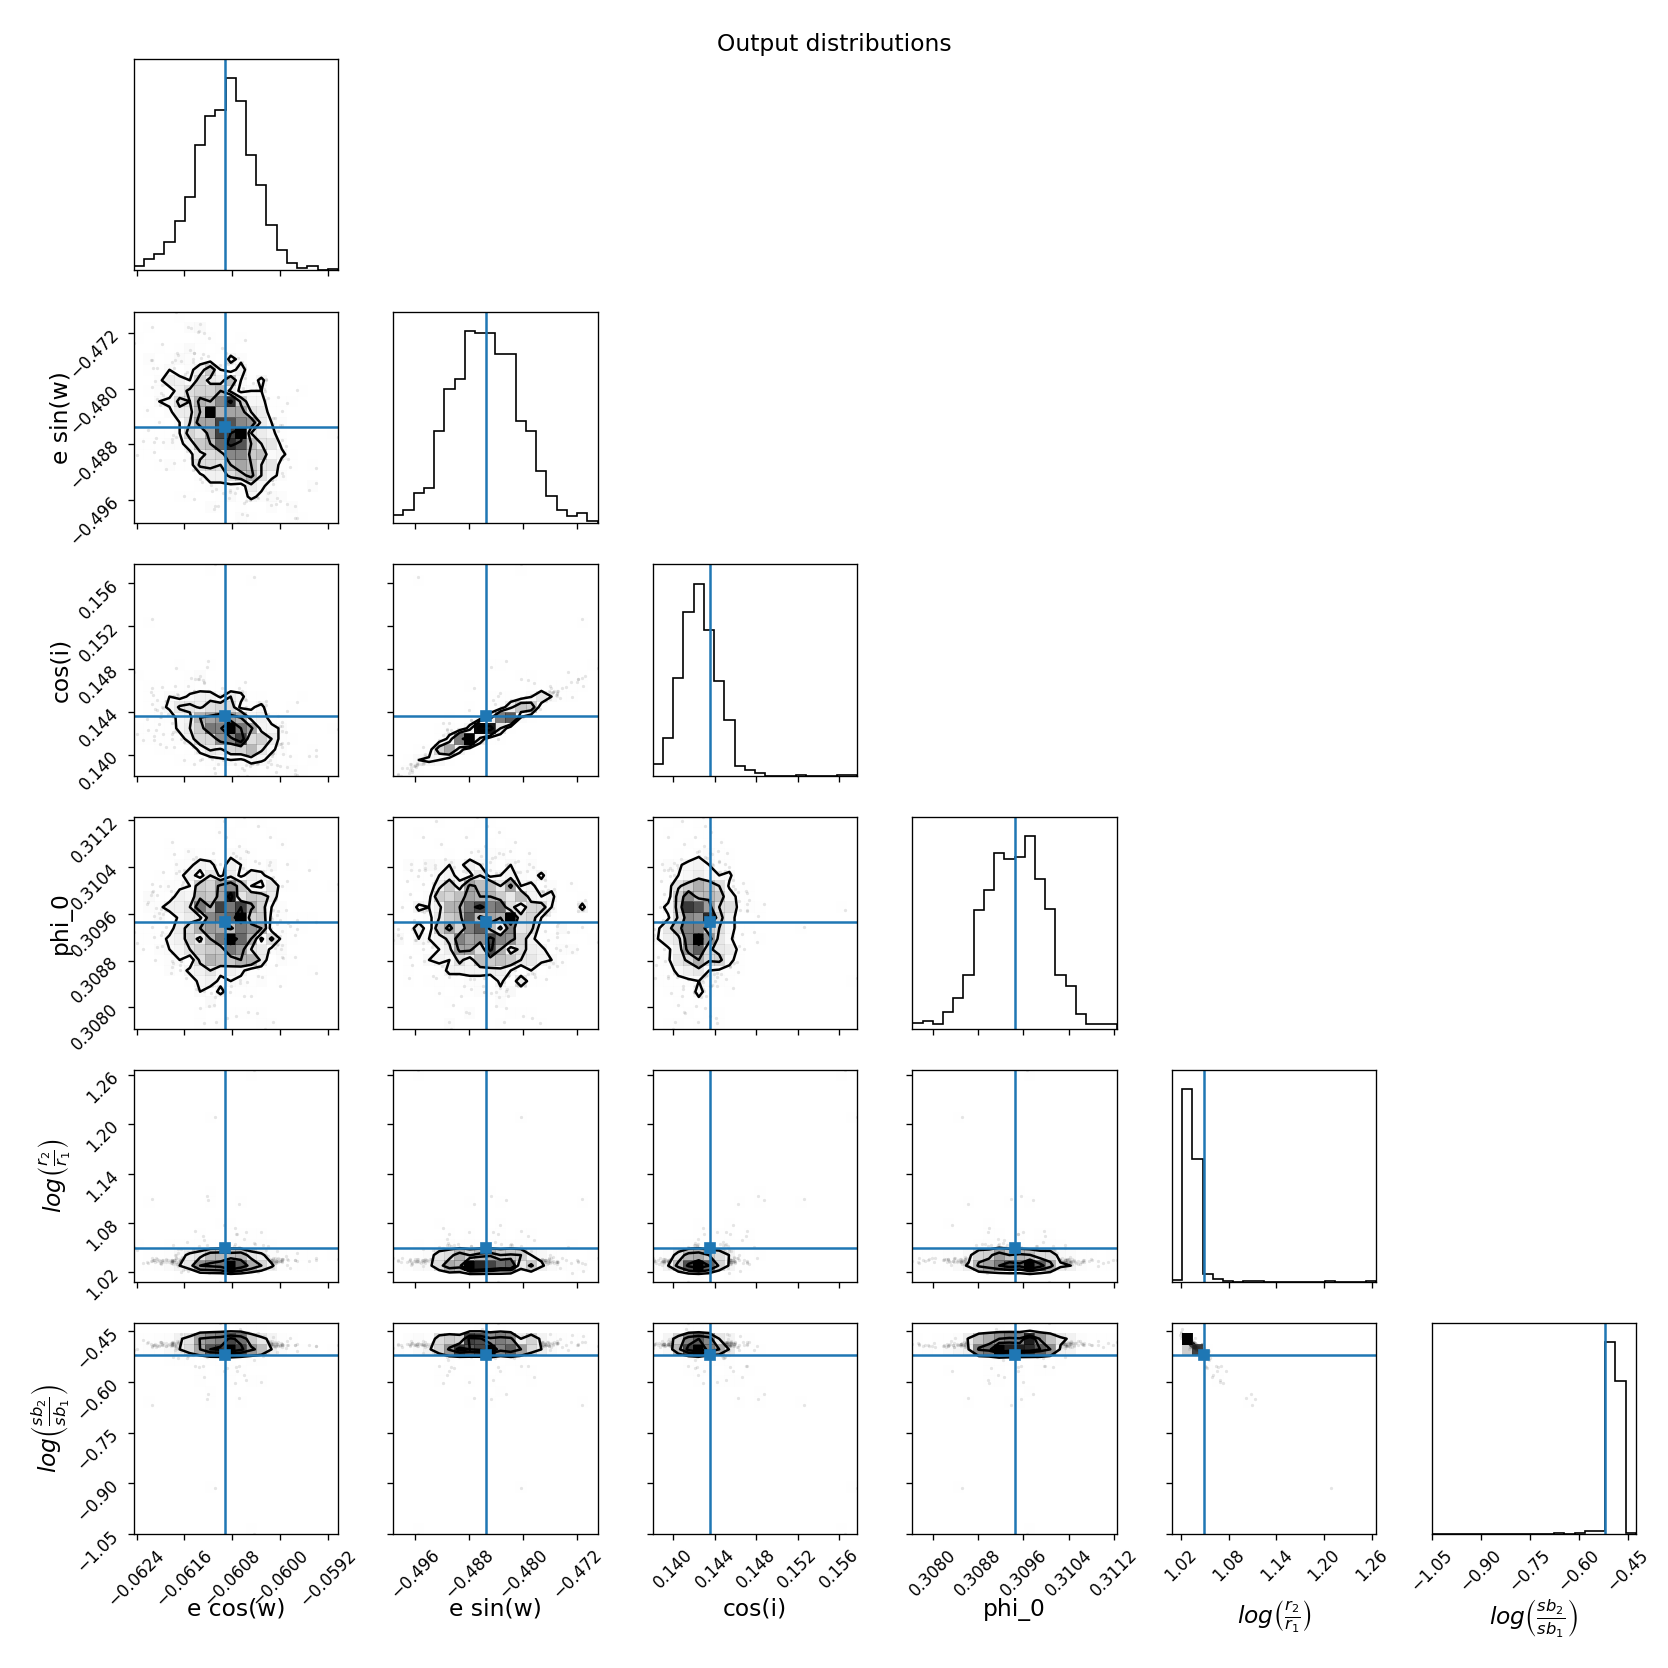 Output distributions
−0.472
−0.480
−0.488
−0.496
e sin(w)
0.156
0.152
0.148
0.144
0.140
cos(i)
0.3112
0.3104
0.3096
0.3088
0.3080
phi_0
1.26
1.20
1.14
1.08
1.02
log(r2/r1)
−0.45
−0.60
−0.75
−0.90
−1.05
log(sb2/sb1)
−0.0624 −0.0616 −0.0608 −0.0600 −0.0592
−0.496 −0.488 −0.480 −0.472
0.140 0.144 0.148 0.152 0.156
0.3080 0.3088 0.3096 0.3104 0.3112
1.02 1.08 1.14 1.20 1.26
−1.05 −0.90 −0.75 −0.60 −0.45
e cos(w)
e sin(w)
cos(i)
phi_0
log(r2/r1)
log(sb2/sb1)